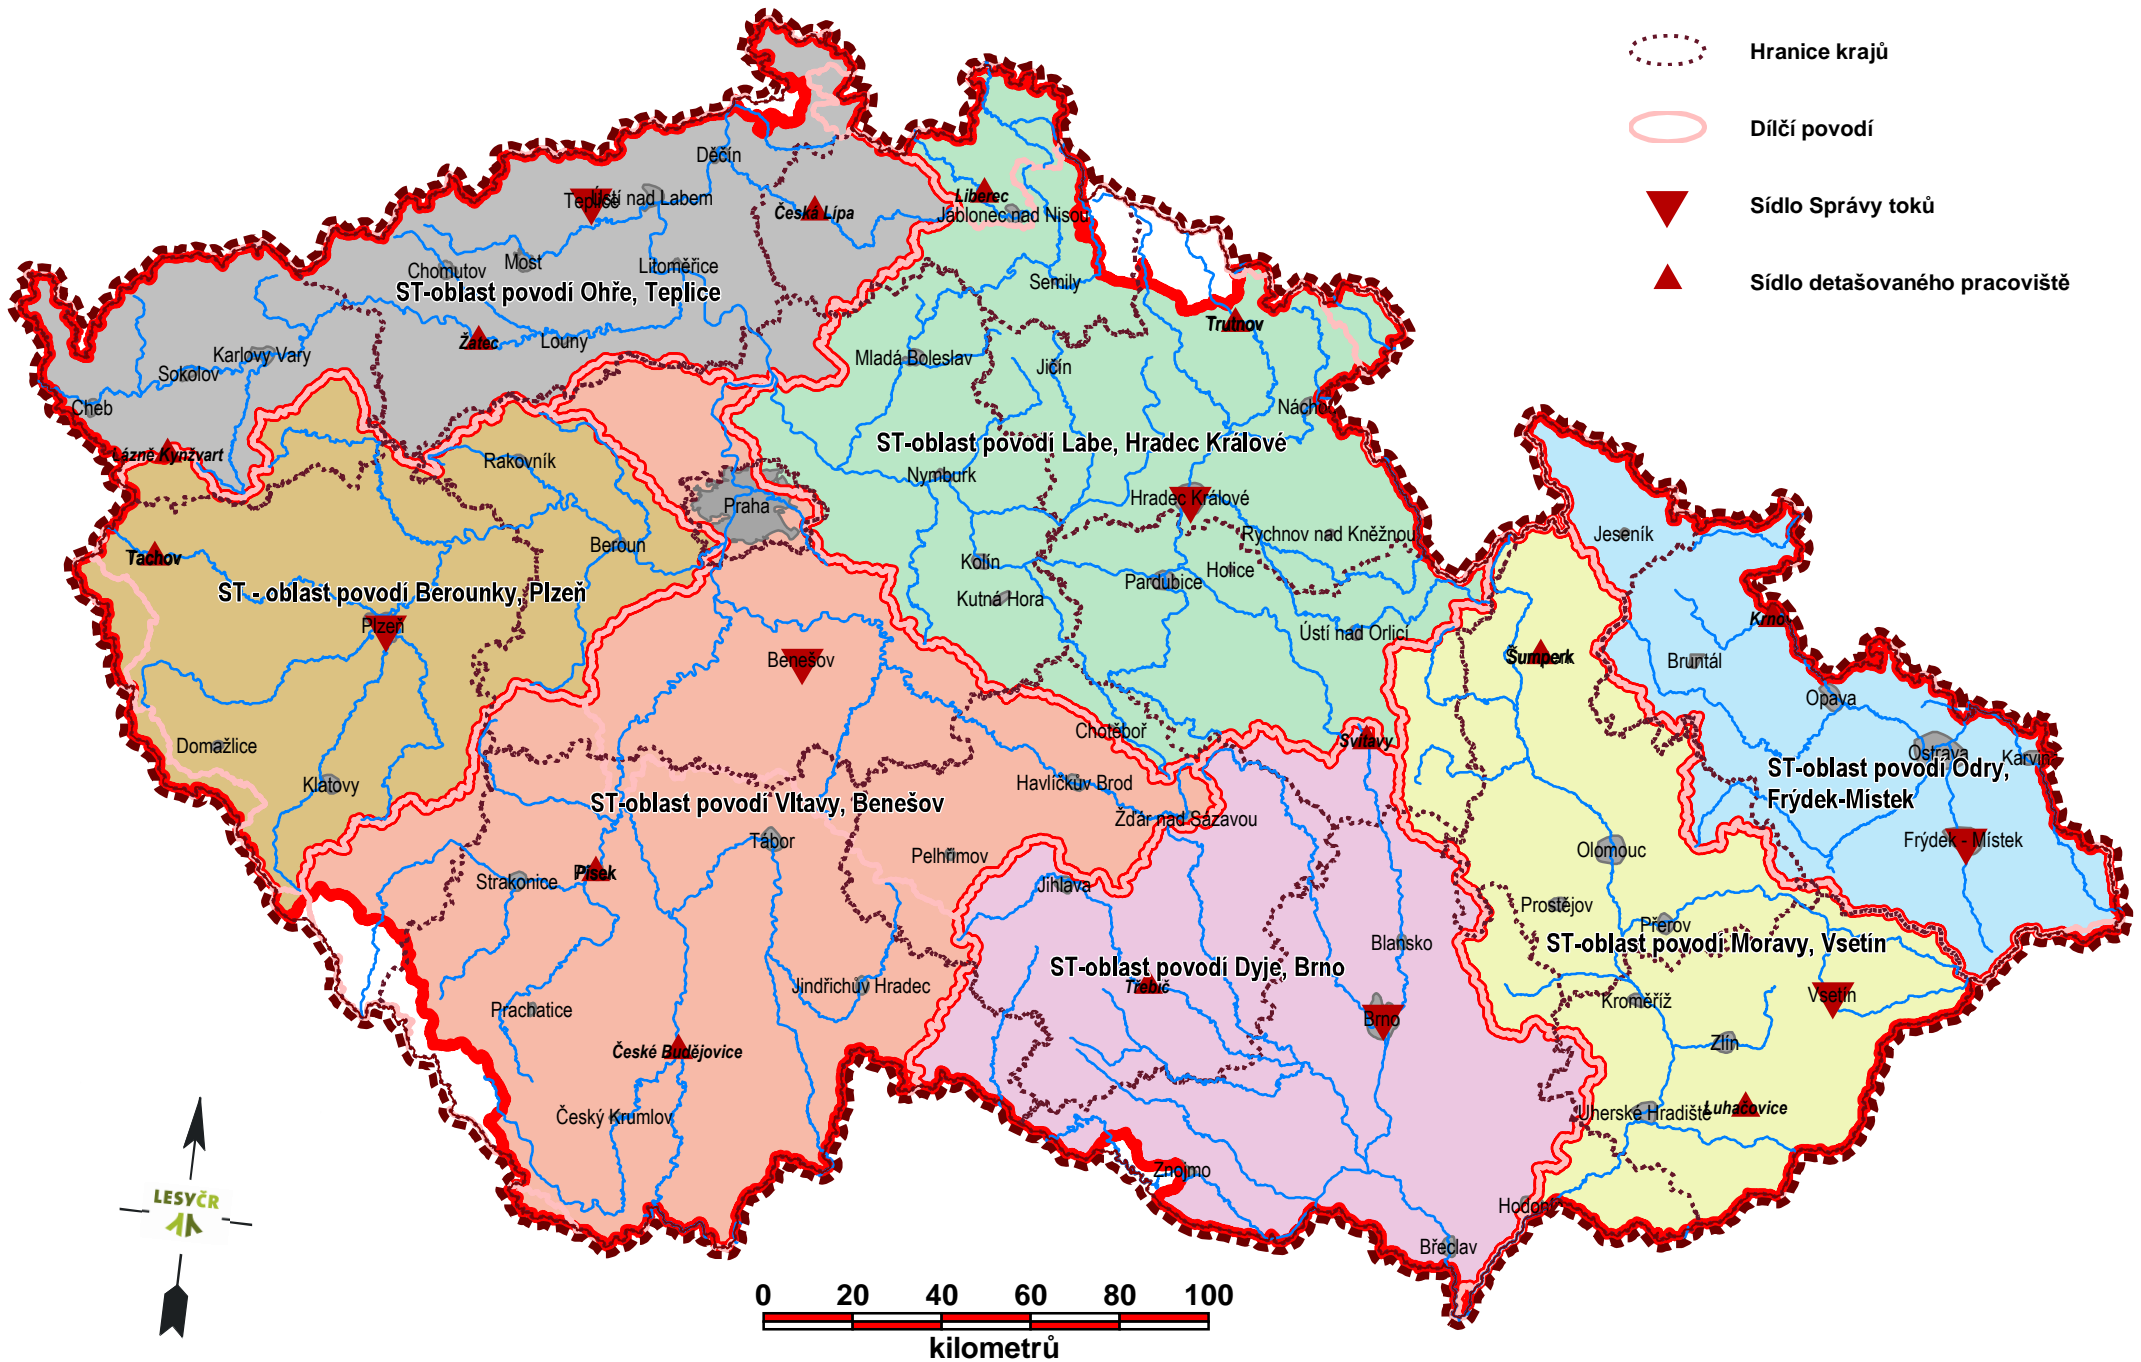 Hranice krajů
Dílčí povodí
Sídlo Správy toků
Sídlo detašovaného pracoviště
Děčín
Teplice
Ústí nad Labem
Česká Lípa
Liberec
Jablonec nad Nisou
Chomutov
Most
Litoměřice
Semily
ST-oblast povodí Ohře, Teplice
Žatec
Louny
Trutnov
Karlovy Vary
Sokolov
Mladá Boleslav
Jičín
Cheb
Náchod
Lázně Kynžvart
Rakovník
ST-oblast povodí Labe, Hradec Králové
Nymburk
Praha
Hradec Králové
Rychnov nad Kněžnou
Jeseník
Tachov
Beroun
Kolín
Pardubice
Holice
ST - oblast povodí Berounky, Plzeň
Kutná Hora
Plzeň
Ústí nad Orlicí
Krnov
Benešov
Šumperk
Bruntál
Opava
Domažlice
Chotěboř
Svitavy
Ostrava
Karviná
Klatovy
Havlíčkův Brod
ST-oblast povodí Odry,
Frýdek-Místek
ST-oblast povodí Vltavy, Benešov
Žďár nad Sázavou
Tábor
Pelhřimov
Olomouc
Frýdek - Místek
Strakonice
Písek
Jihlava
Prostějov
Přerov
Blansko
ST-oblast povodí Moravy, Vsetín
ST-oblast povodí Dyje, Brno
Třebíč
Jindřichův Hradec
Prachatice
Kroměříž
Vsetín
Brno
Zlín
České Budějovice
Český Krumlov
Uherské Hradiště
Luhačovice
Znojmo
Hodonín
Břeclav
LESYČR
0 20 40 60 80 100
kilometrů